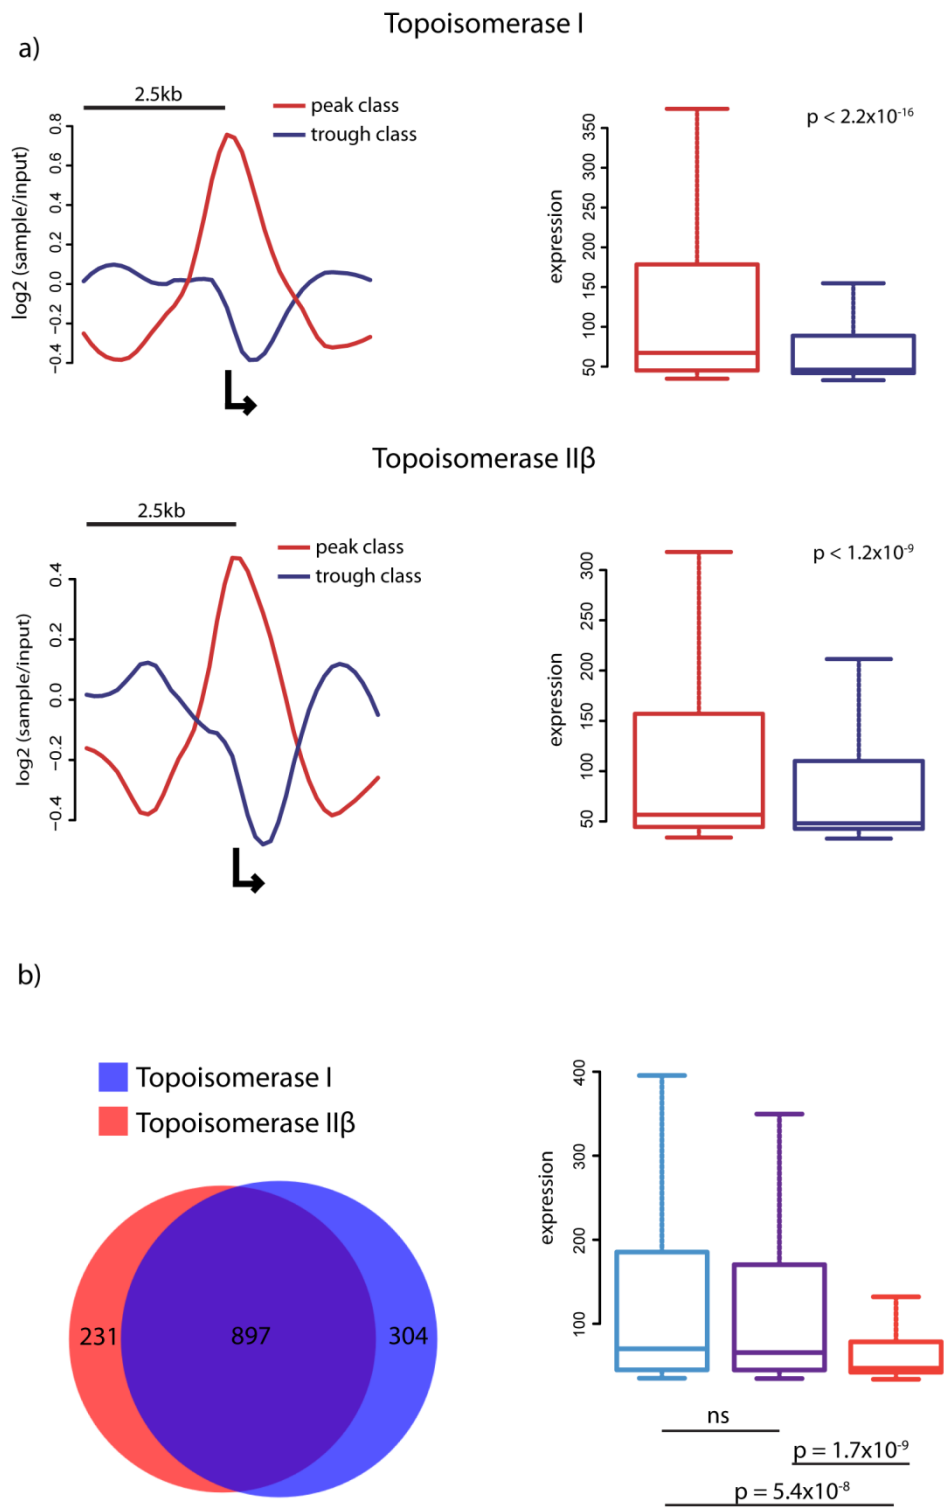 Topoisomerase I
a)
2.5kb
peak class
trough class
p < 2.2x10⁻¹⁶
log2 (sample/input)
0.8
0.6
0.4
0.2
0.0
−0.2
−0.4
expression
350
300
250
200
150
100
50
Topoisomerase IIβ
2.5kb
peak class
trough class
p < 1.2x10⁻⁹
log2 (sample/input)
0.4
0.2
0.0
−0.2
−0.4
expression
300
250
200
150
100
50
b)
Topoisomerase I
Topoisomerase IIβ
231
897
304
expression
400
300
200
100
ns
p = 1.7x10⁻⁹
p = 5.4x10⁻⁸